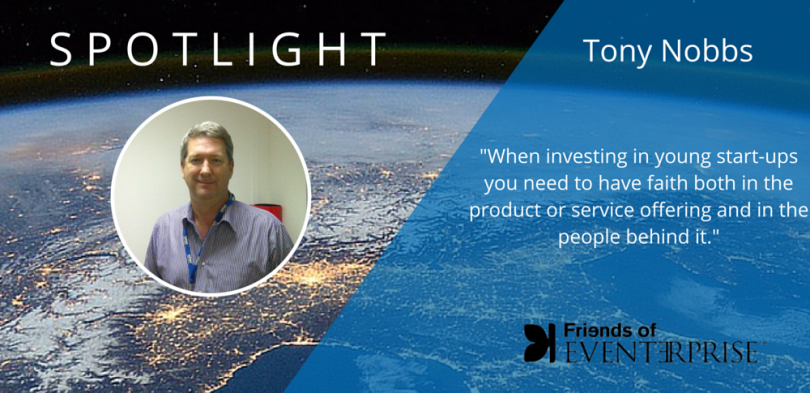 SPOTLIGHT
Tony Nobbs
"When investing in young start-ups
you need to have faith both in the
product or service offering and in the
people behind it."
Friends of
EVENTERPRISE